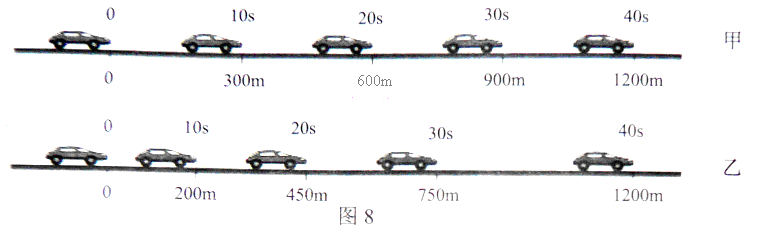 0 10s 20s 30s 40s
甲
0 300m 600m 900m 1200m
0 10s 20s 30s 40s
乙
0 200m 450m 750m 1200m
图 8